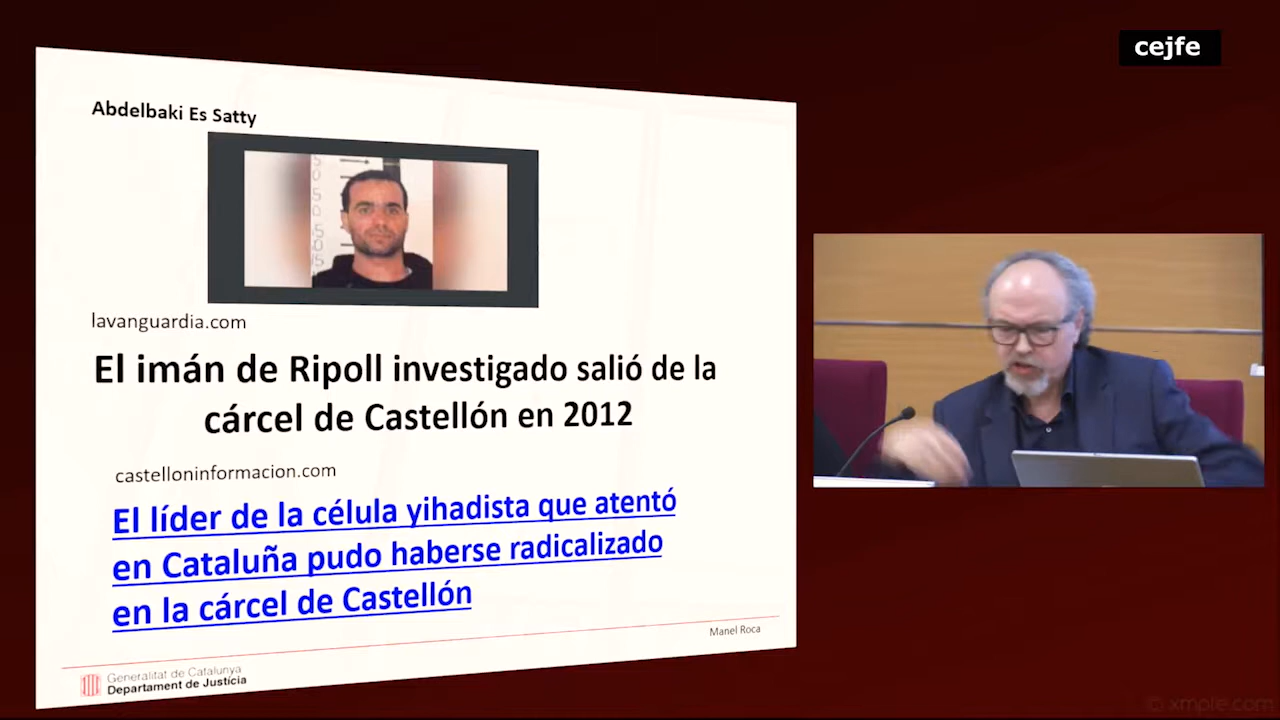 cejfe
Abdelbaki Es Satty
lavanguardia.com
El imán de Ripoll investigado salió de la
cárcel de Castellón en 2012
castelloninformacion.com
El líder de la célula yihadista que atentó
en Cataluña pudo haberse radicalizado
en la cárcel de Castellón
Manel Roca
Generalitat de Catalunya
Departament de Justícia
© xmple.com